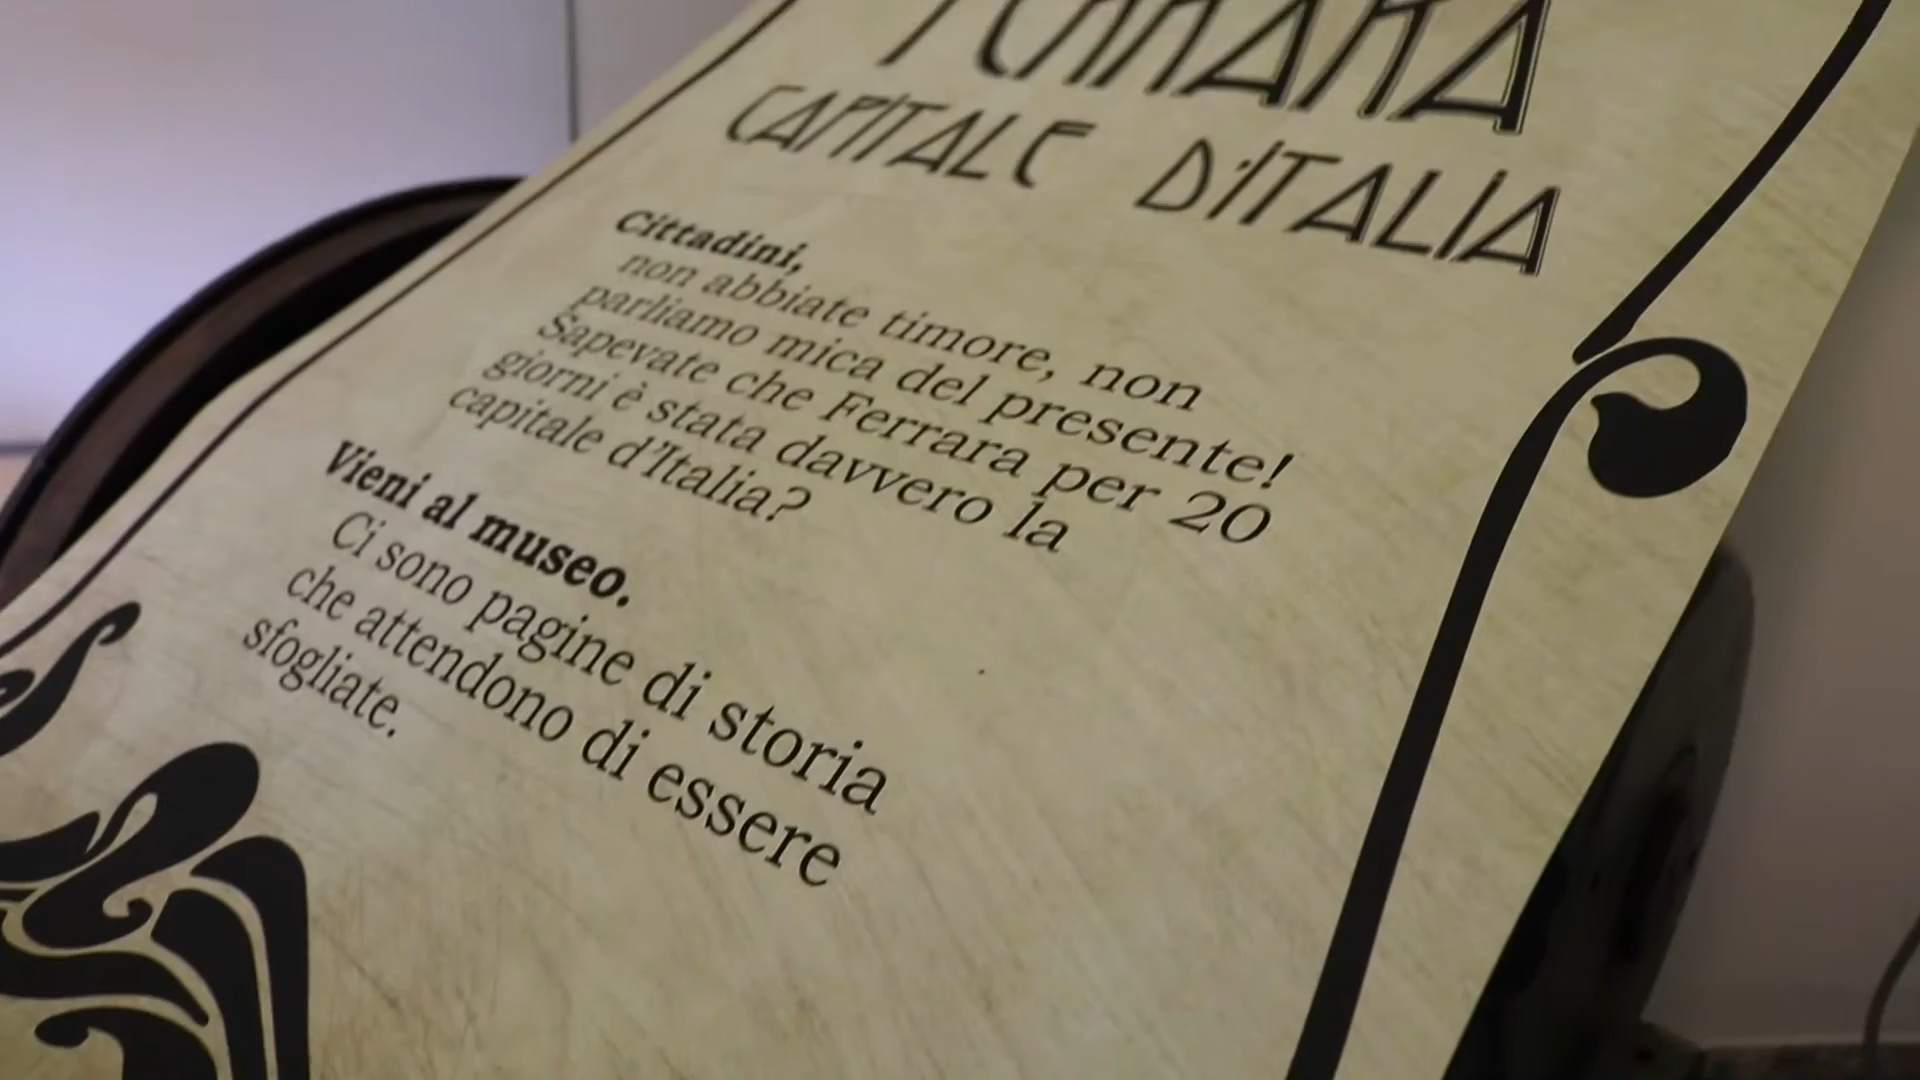 FERRARA
CAPITALE D'ITALIA
Cittadini,
non abbiate timore, non
parliamo mica del presente!
Sapevate che Ferrara per 20
giorni è stata davvero la
capitale d'Italia?
Vieni al museo.
Ci sono pagine di storia
che attendono di essere
sfogliate.